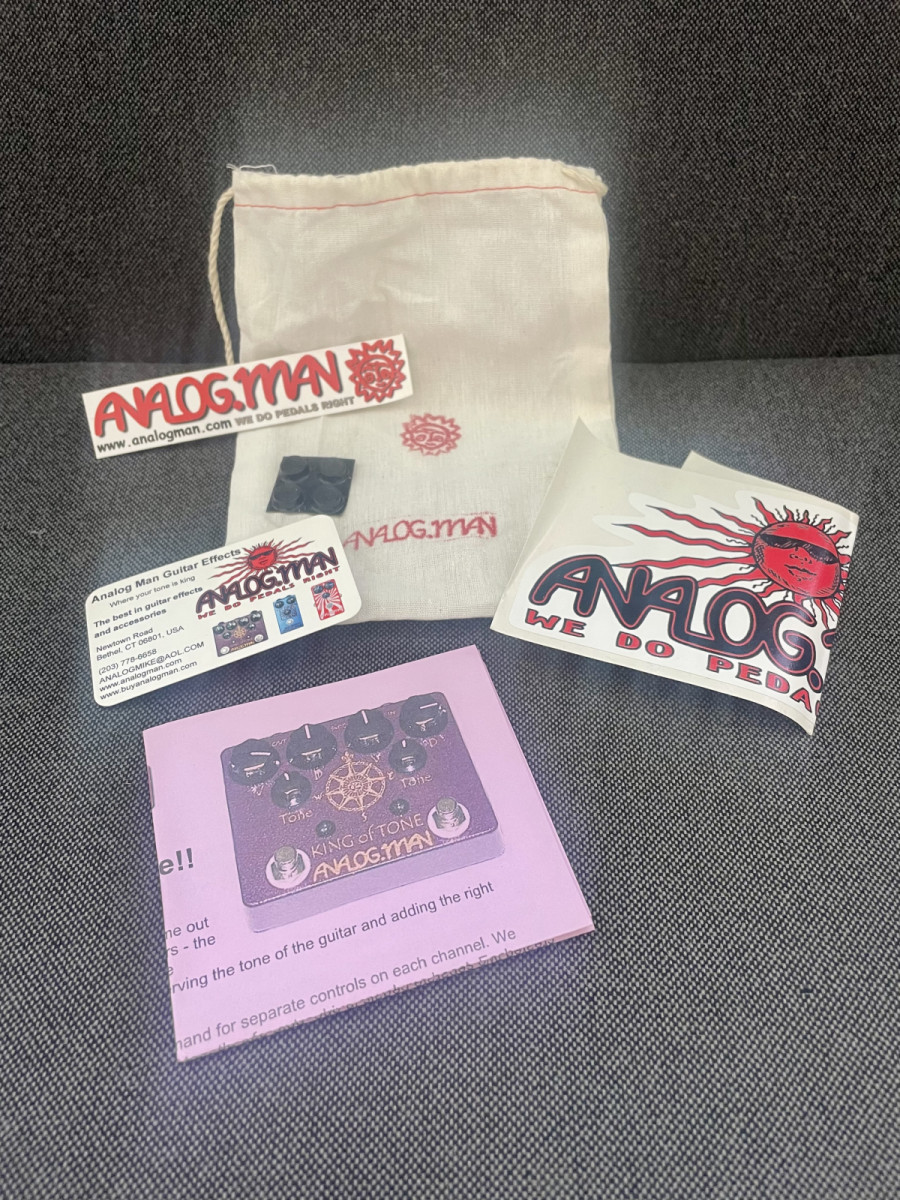 ANALOG.MAN
www.analogman.com WE DO PEDALS RIGHT
ANALOG.MAN
Analog Man Guitar Effects
Where your tone is king
The best in guitar effects
and accessories
Newtown Road
Bethel, CT 06801, USA
(203) 778-6658
ANALOGMIKE@AOL.COM
www.analogman.com
www.buyanalogman.com
ANALOG.MAN
WE DO PEDALS RIGHT
ANALOG.
WE DO PEDA
Tone
Tone
KING of TONE
ANALOG.MAN
e!!
ne out
rs - the
e
rving the tone of the guitar and adding the right
hand for separate controls on each channel. We